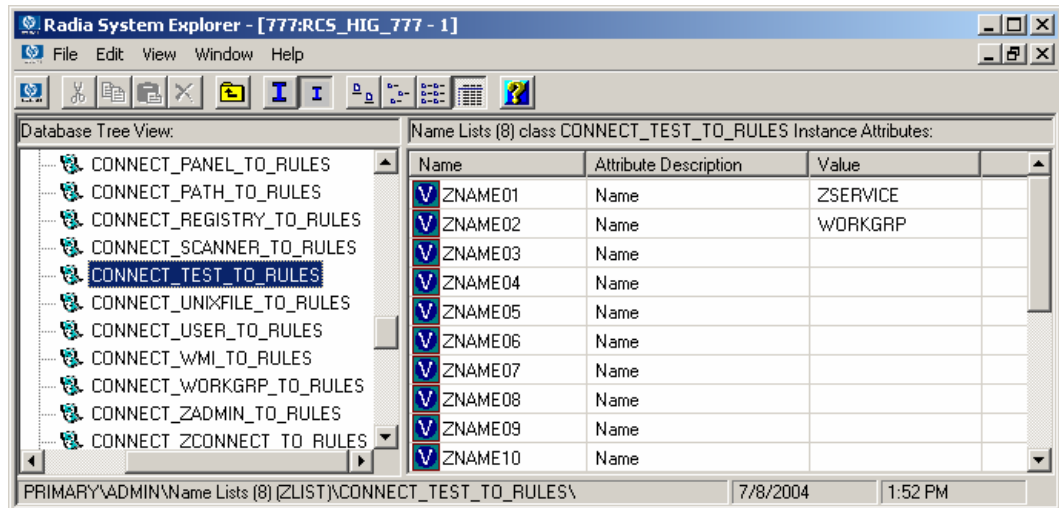 Radia System Explorer - [777:RCS_HIG_777 - 1]
File Edit View Window Help
Database Tree View:
Name Lists (8) class CONNECT_TEST_TO_RULES Instance Attributes:
CONNECT_PANEL_TO_RULES
CONNECT_PATH_TO_RULES
CONNECT_REGISTRY_TO_RULES
CONNECT_SCANNER_TO_RULES
CONNECT_TEST_TO_RULES
CONNECT_UNIXFILE_TO_RULES
CONNECT_USER_TO_RULES
CONNECT_WMI_TO_RULES
CONNECT_WORKGRP_TO_RULES
CONNECT_ZADMIN_TO_RULES
CONNECT_ZCONNECT_TO_RULES
Name Attribute Description Value
V ZNAME01 Name ZSERVICE
V ZNAME02 Name WORKGRP
V ZNAME03 Name
V ZNAME04 Name
V ZNAME05 Name
V ZNAME06 Name
V ZNAME07 Name
V ZNAME08 Name
V ZNAME09 Name
V ZNAME10 Name
PRIMARY\ADMIN\Name Lists (8) (ZLIST)\CONNECT_TEST_TO_RULES\ 7/8/2004 1:52 PM